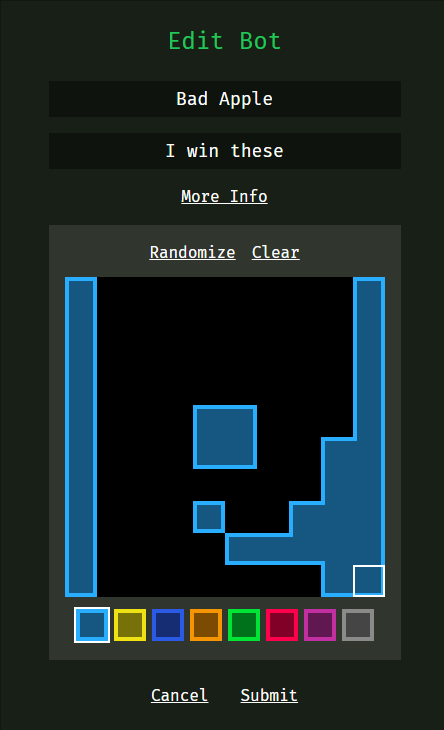 Edit Bot
Bad Apple
I win these
More Info
Randomize Clear
Cancel Submit